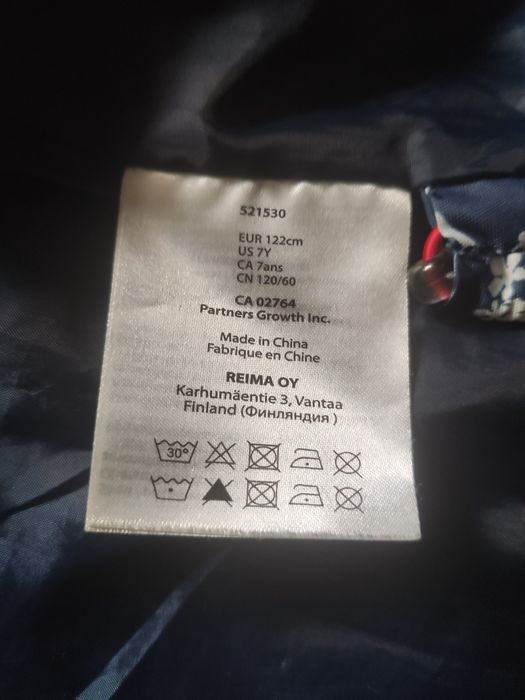 521530
EUR 122cm
US 7Y
CA 7ans
CN 120/60
CA 02764
Partners Growth Inc.
Made in China
Fabrique en Chine
REIMA OY
Karhumäentie 3, Vantaa
Finland (Финляндия )
30°